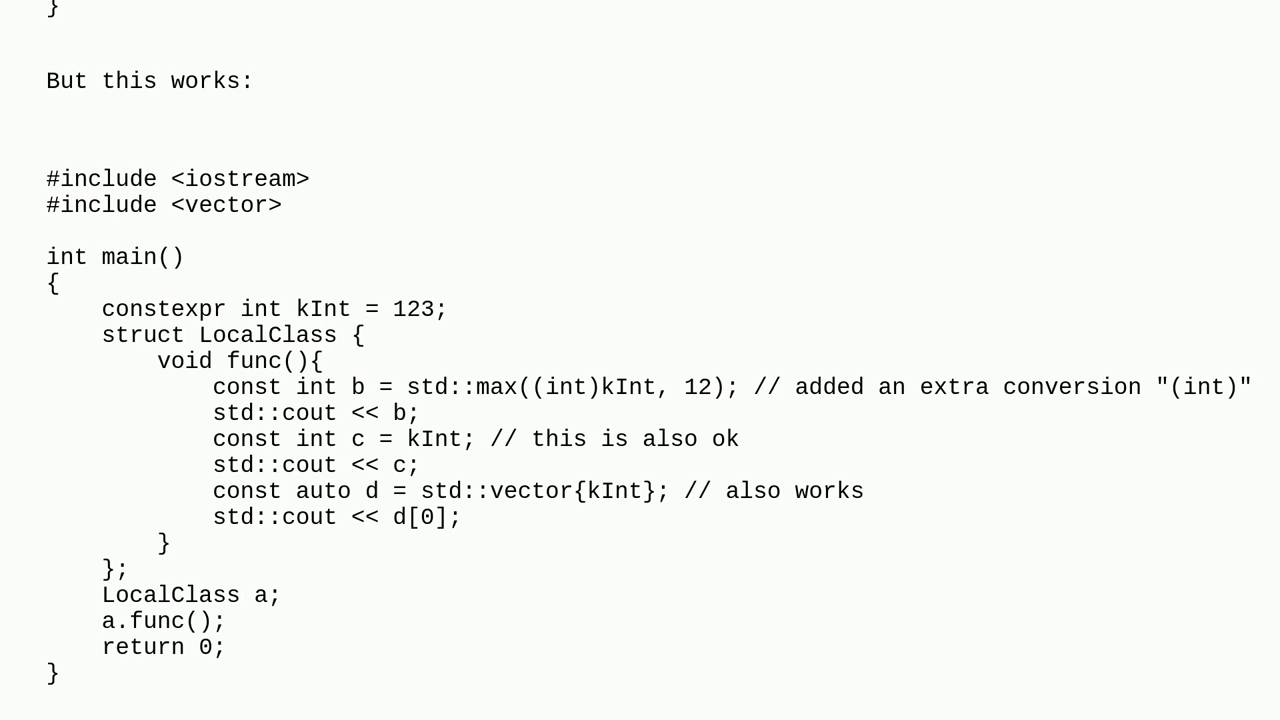 }
But this works:
#include <iostream>
#include <vector>
int main()
{
    constexpr int kInt = 123;
    struct LocalClass {
        void func(){
            const int b = std::max((int)kInt, 12); // added an extra conversion "(int)"
            std::cout << b;
            const int c = kInt; // this is also ok
            std::cout << c;
            const auto d = std::vector{kInt}; // also works
            std::cout << d[0];
        }
    };
    LocalClass a;
    a.func();
    return 0;
}